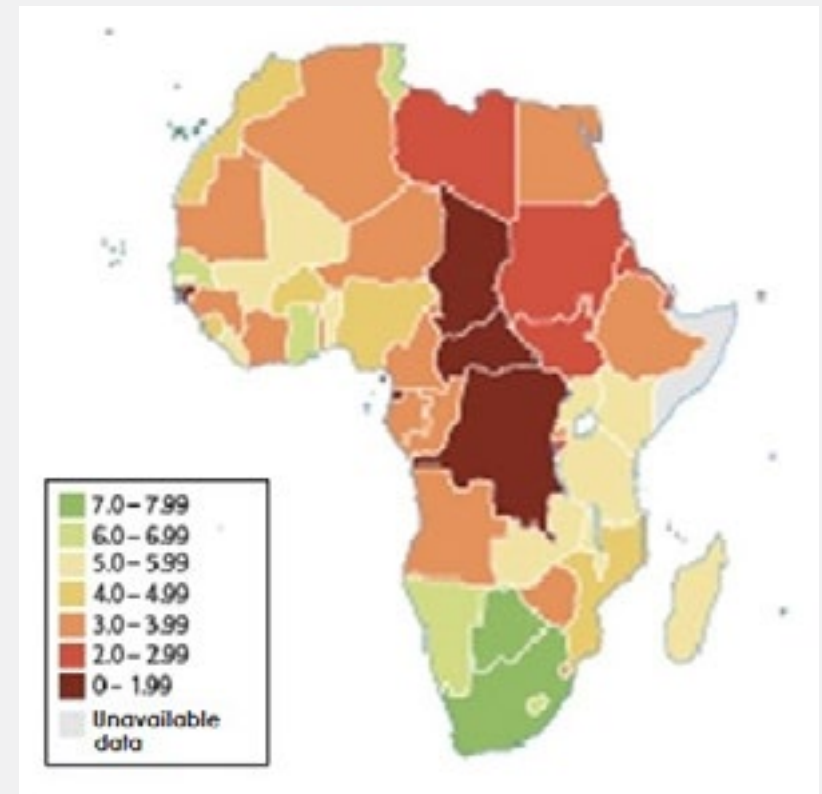 7.0 – 7.99
6.0 – 6.99
5.0 – 5.99
4.0 – 4.99
3.0 – 3.99
2.0 – 2.99
0 – 1.99
Unavailable
data